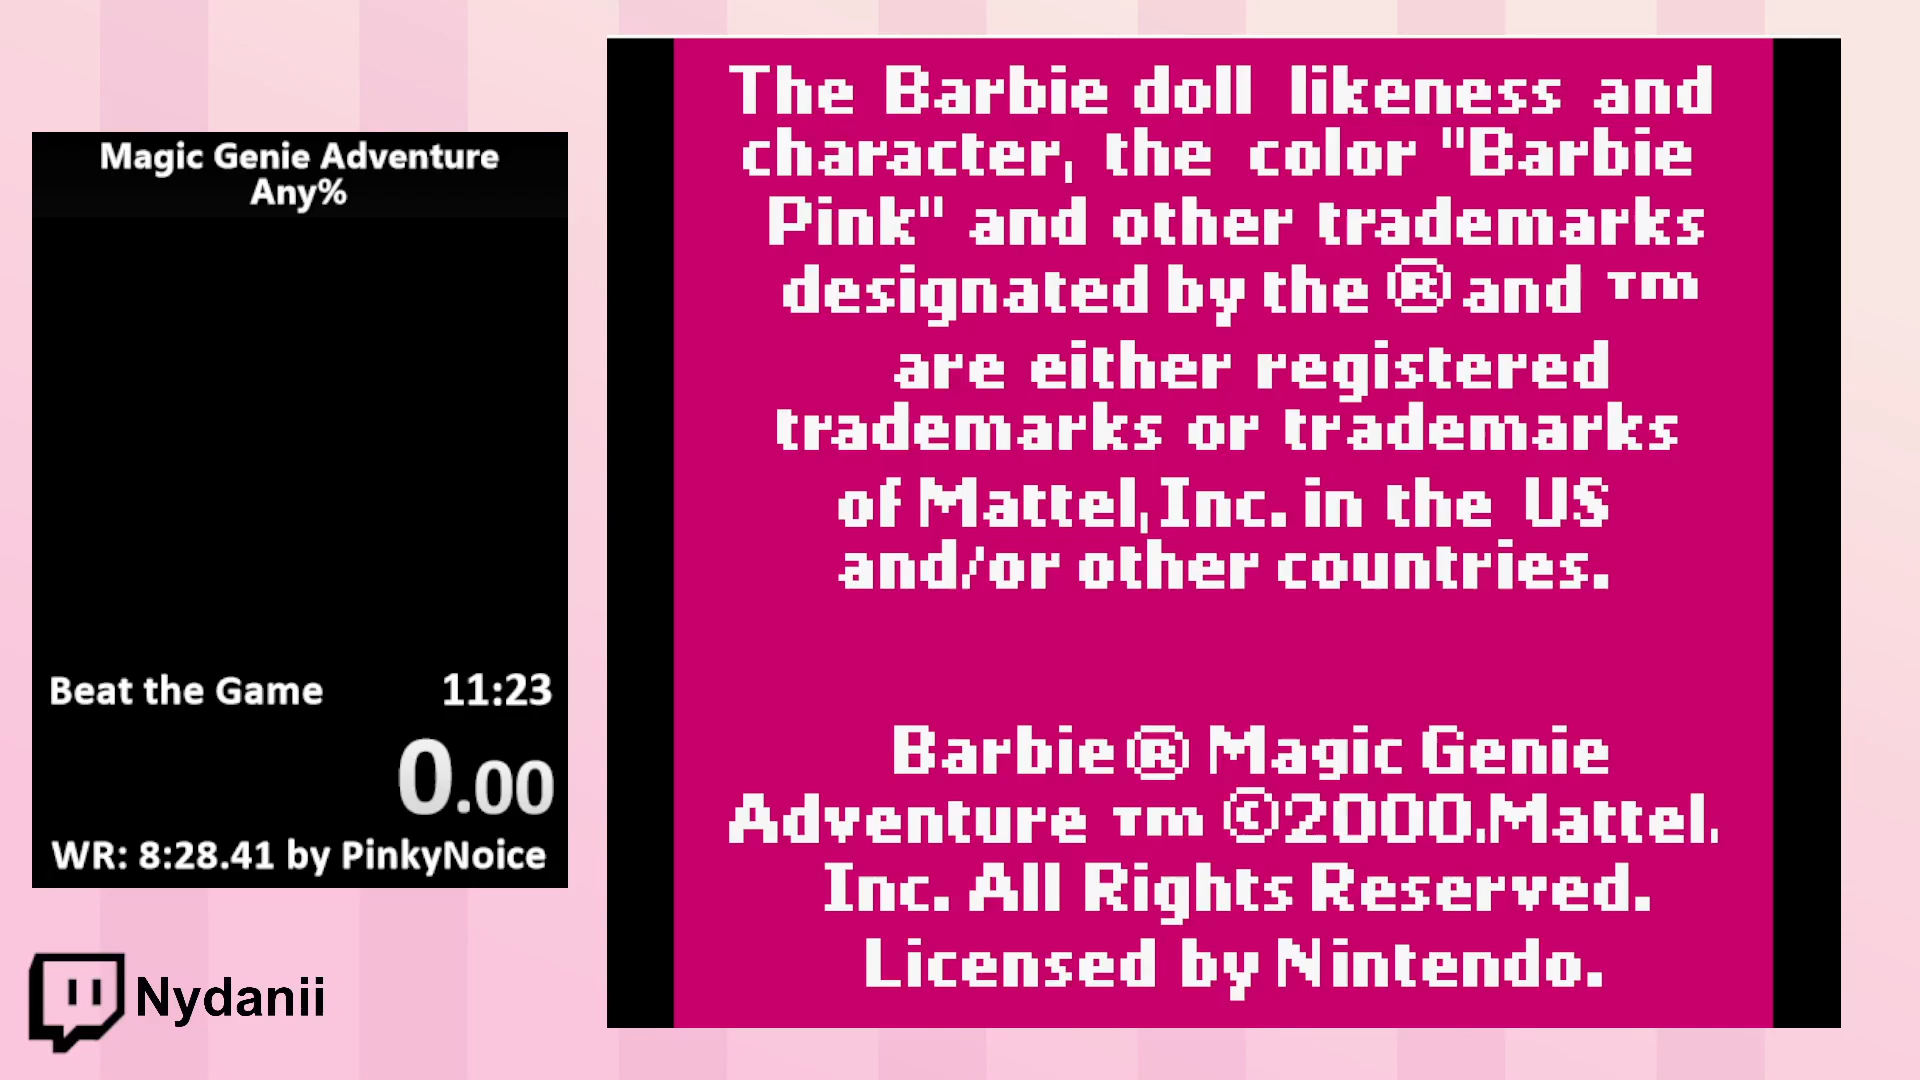 Magic Genie Adventure
Any%
Beat the Game 11:23
0.00
WR: 8:28.41 by PinkyNoice
Nydanii
The Barbie doll likeness and
character, the color "Barbie
Pink" and other trademarks
designated by the ® and ™
are either registered
trademarks or trademarks
of Mattel, Inc. in the US
and/or other countries.
Barbie® Magic Genie
Adventure ™ ©2000.Mattel,
Inc. All Rights Reserved.
Licensed by Nintendo.